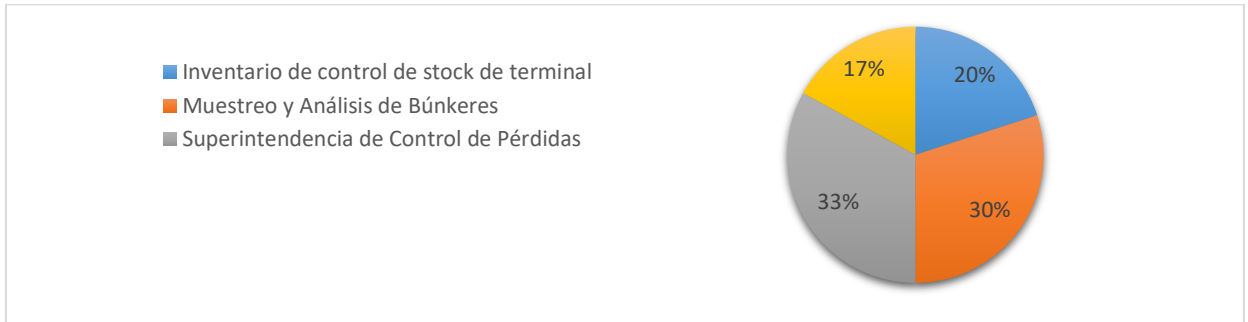 Inventario de control de stock de terminal
Muestreo y Análisis de Búnkeres
Superintendencia de Control de Pérdidas
17%
20%
33%
30%